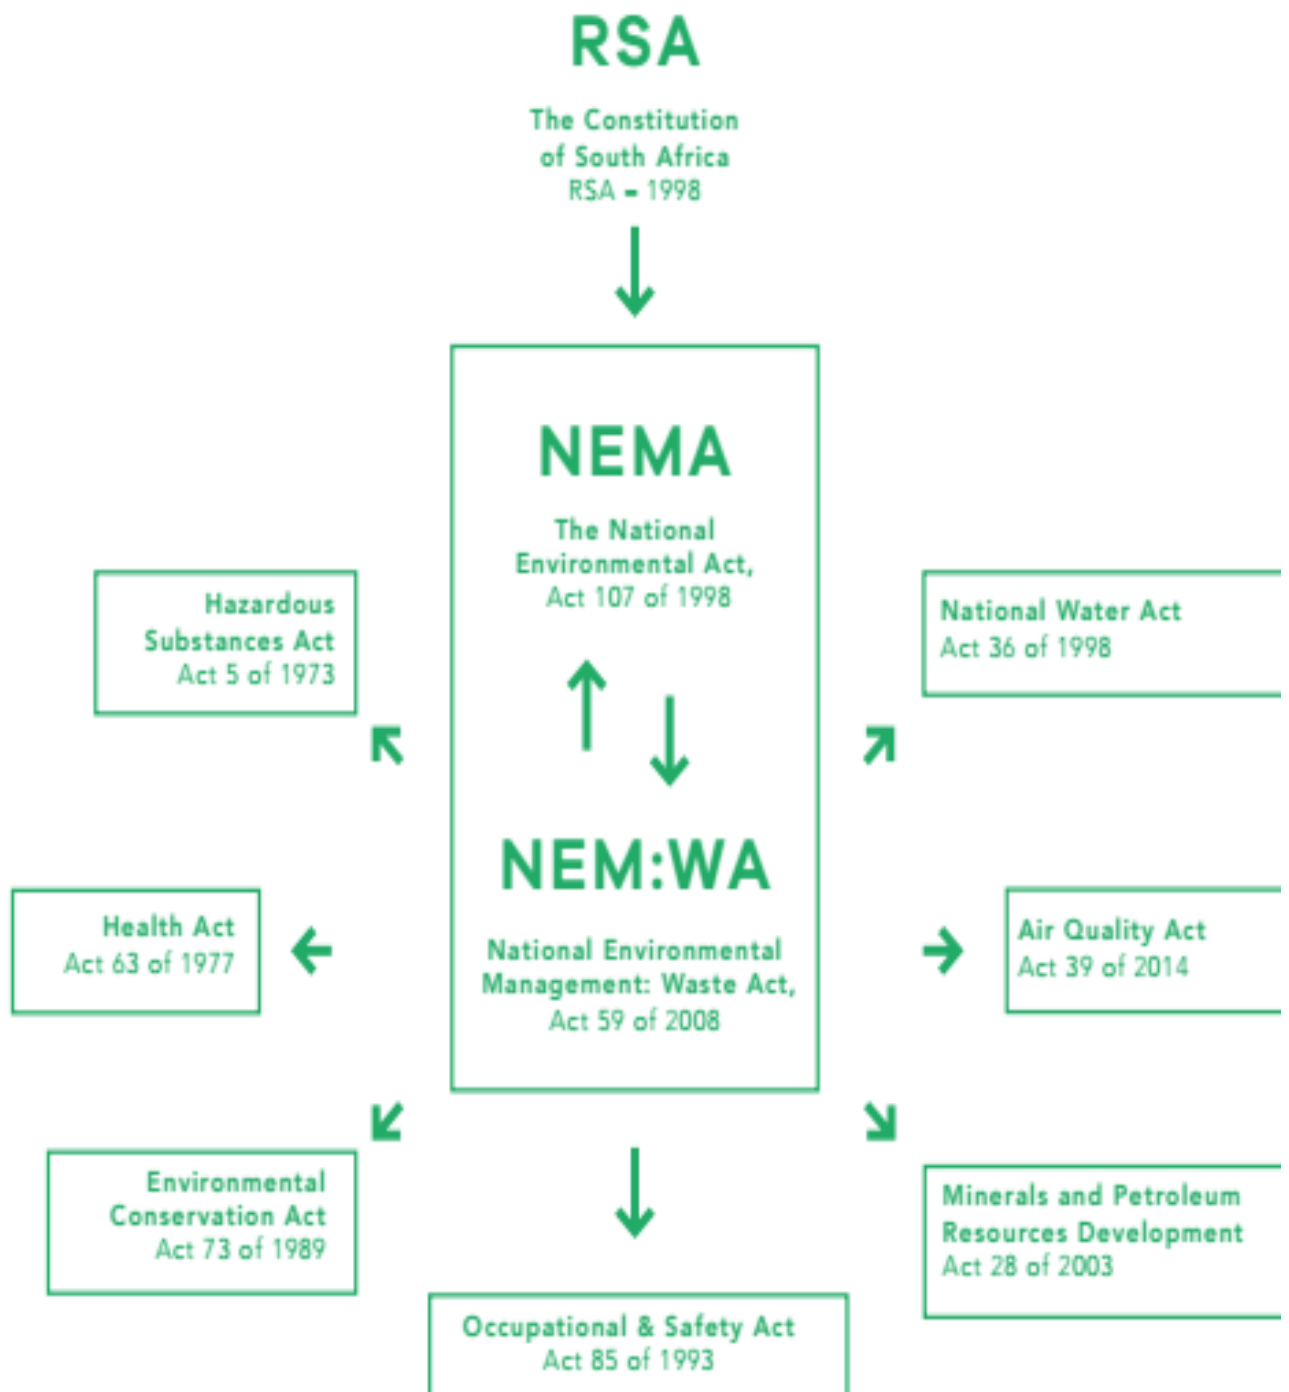 RSA
The Constitution
of South Africa
RSA – 1998
NEMA
The National
Environmental Act,
Act 107 of 1998
Hazardous
Substances Act
Act 5 of 1973
National Water Act
Act 36 of 1998
NEM:WA
National Environmental
Management: Waste Act,
Act 59 of 2008
Health Act
Act 63 of 1977
Air Quality Act
Act 39 of 2014
Environmental
Conservation Act
Act 73 of 1989
Minerals and Petroleum
Resources Development
Act 28 of 2003
Occupational & Safety Act
Act 85 of 1993